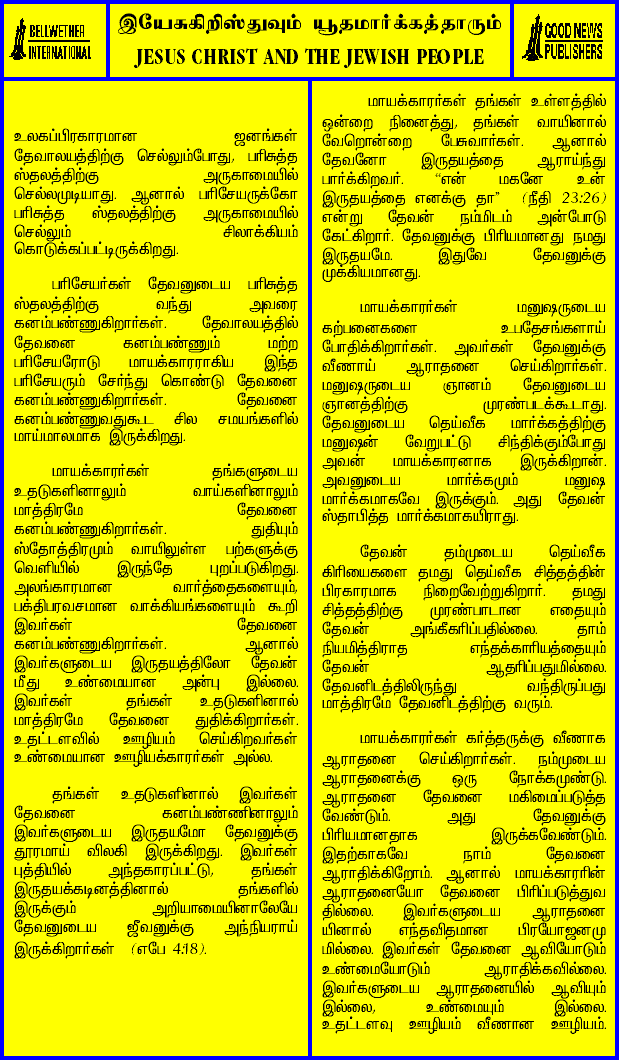 BELLWETHER
INTERNATIONAL
இயேசுகிறிஸ்துவும் யூதமார்க்கத்தாரும்
JESUS CHRIST AND THE JEWISH PEOPLE
GOOD NEWS
PUBLISHERS
உலகப்பிரகாரமான ஜனங்கள்
தேவாலயத்திற்கு செல்லும்போது, பரிசுத்த
ஸ்தலத்திற்கு அருகாமையில்
செல்லமுடியாது. ஆனால் பரிசேயருக்கோ
பரிசுத்த ஸ்தலத்திற்கு அருகாமையில்
செல்லும் சிலாக்கியம்
கொடுக்கப்பட்டிருக்கிறது.
பரிசேயர்கள் தேவனுடைய பரிசுத்த
ஸ்தலத்திற்கு வந்து அவரை
கனம்பண்ணுகிறார்கள். தேவாலயத்தில்
தேவனை கனம்பண்ணும் மற்ற
பரிசேயரோடு மாயக்காரராகிய இந்த
பரிசேயரும் சேர்ந்து கொண்டு தேவனை
கனம்பண்ணுகிறார்கள். தேவனை
கனம்பண்ணுவதுகூட சில சமயங்களில்
மாய்மாலமாக இருக்கிறது.
மாயக்காரர்கள் தங்களுடைய
உதடுகளினாலும் வாய்களினாலும்
மாத்திரமே தேவனை
கனம்பண்ணுகிறார்கள். துதியும்
ஸ்தோத்திரமும் வாயிலுள்ள பற்களுக்கு
வெளியில் இருந்தே புறப்படுகிறது.
அலங்காரமான வார்த்தைகளையும்,
பக்திபரவசமான வாக்கியங்களையும் கூறி
இவர்கள் தேவனை
கனம்பண்ணுகிறார்கள். ஆனால்
இவர்களுடைய இருதயத்திலோ தேவன்
மீது உண்மையான அன்பு இல்லை.
இவர்கள் தங்கள் உதடுகளினால்
மாத்திரமே தேவனை துதிக்கிறார்கள்.
உதட்டளவில் ஊழியம் செய்கிறவர்கள்
உண்மையான ஊழியக்காரர்கள் அல்ல.
தங்கள் உதடுகளினால் இவர்கள்
தேவனை கனம்பண்ணினாலும்
இவர்களுடைய இருதயமோ தேவனுக்கு
தூரமாய் விலகி இருக்கிறது. இவர்கள்
புத்தியில் அந்தகாரப்பட்டு, தங்கள்
இருதயக்கடினத்தினால் தங்களில்
இருக்கும் அறியாமையினாலேயே
தேவனுடைய ஜீவனுக்கு அந்நியராய்
இருக்கிறார்கள் (எபே 4:18).
மாயக்காரர்கள் தங்கள் உள்ளத்தில்
ஒன்றை நினைத்து, தங்கள் வாயினால்
வேறொன்றை பேசுவார்கள். ஆனால்
தேவனோ இருதயத்தை ஆராய்ந்து
பார்க்கிறவர். "என் மகனே உன்
இருதயத்தை எனக்கு தா" (நீதி 23:26)
என்று தேவன் நம்மிடம் அன்போடு
கேட்கிறார். தேவனுக்கு பிரியமானது நமது
இருதயமே. இதுவே தேவனுக்கு
முக்கியமானது.
மாயக்காரர்கள் மனுஷருடைய
கற்பனைகளை உபதேசங்களாய்
போதிக்கிறார்கள். அவர்கள் தேவனுக்கு
வீணாய் ஆராதனை செய்கிறார்கள்.
மனுஷருடைய ஞானம் தேவனுடைய
ஞானத்திற்கு முரண்படக்கூடாது.
தேவனுடைய தெய்வீக மார்க்கத்திற்கு
மனுஷன் வேறுபட்டு சிந்திக்கும்போது
அவன் மாயக்காரனாக இருக்கிறான்.
அவனுடைய மார்க்கமும் மனுஷ
மார்க்கமாகவே இருக்கும். அது தேவன்
ஸ்தாபித்த மார்க்கமாகயிராது.
தேவன் தம்முடைய தெய்வீக
கிரியைகளை தமது தெய்வீக சித்தத்தின்
பிரகாரமாக நிறைவேற்றுகிறார். தமது
சித்தத்திற்கு முரண்பாடான எதையும்
தேவன் அங்கீகரிப்பதில்லை. தாம்
நியமித்திராத எந்தக்காரியத்தையும்
தேவன் ஆதரிப்பதுமில்லை.
தேவனிடத்திலிருந்து வந்திருப்பது
மாத்திரமே தேவனிடத்திற்கு வரும்.
மாயக்காரர்கள் கர்த்தருக்கு வீணாக
ஆராதனை செய்கிறார்கள். நம்முடைய
ஆராதனைக்கு ஒரு நோக்கமுண்டு.
ஆராதனை தேவனை மகிமைப்படுத்த
வேண்டும். அது தேவனுக்கு
பிரியமானதாக இருக்கவேண்டும்.
இதற்காகவே நாம் தேவனை
ஆராதிக்கிறோம். ஆனால் மாயக்காரரின்
ஆராதனையோ தேவனை பிரிப்படுத்துவ
தில்லை. இவர்களுடைய ஆராதனை
யினால் எந்தவிதமான பிரயோஜனமு
மில்லை. இவர்கள் தேவனை ஆவியோடும்
உண்மையோடும் ஆராதிக்கவில்லை.
இவர்களுடைய ஆராதனையில் ஆவியும்
இல்லை, உண்மையும் இல்லை.
உதட்டளவு ஊழியம் வீணான ஊழியம்.